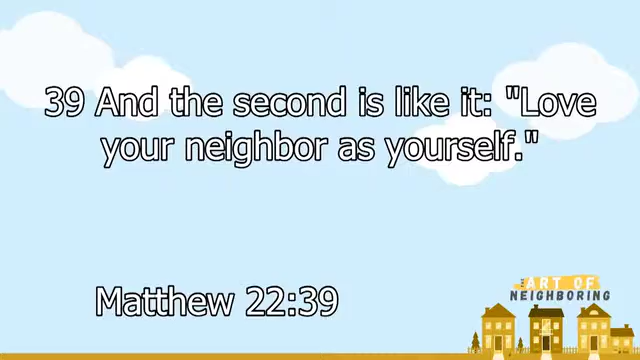 39 And the second is like it: "Love
your neighbor as yourself."
Matthew 22:39
THE
ART OF
NEIGHBORING